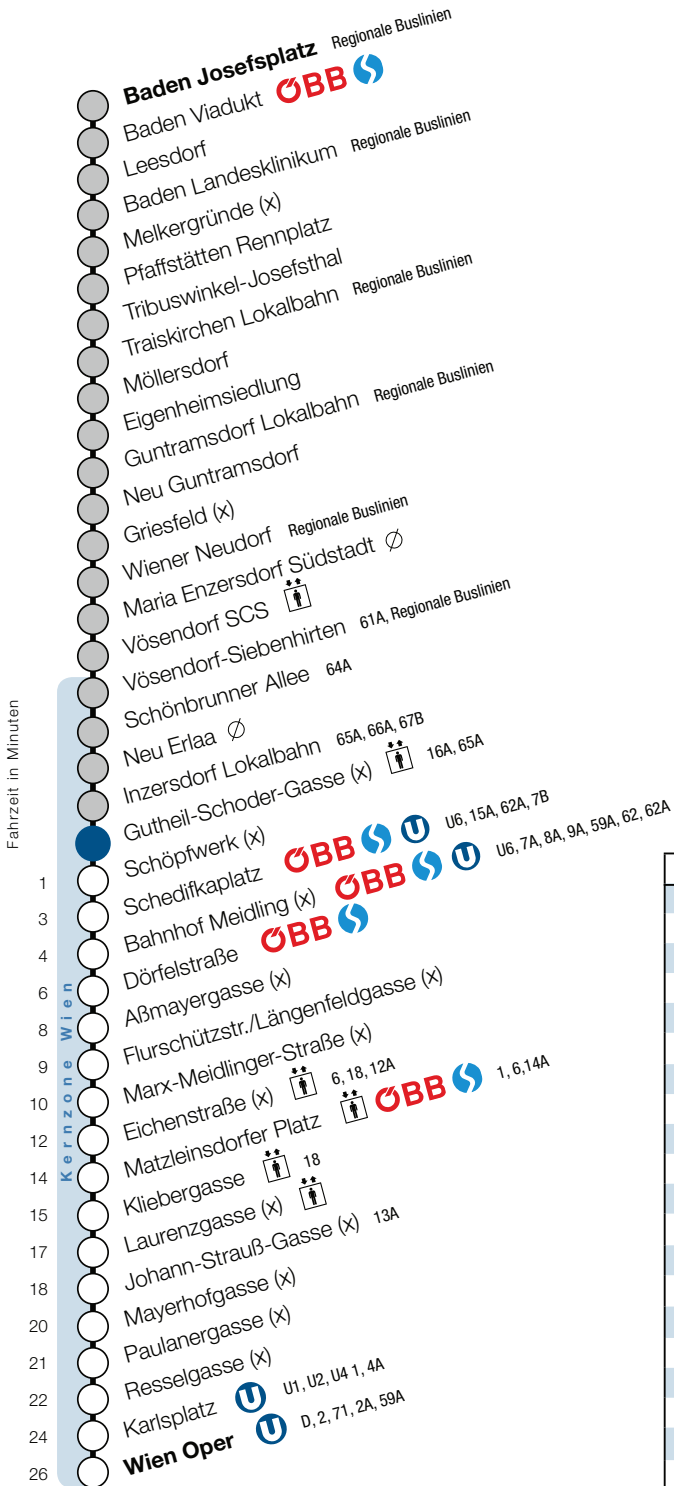 Baden Josefsplatz Regionale Buslinien
Baden Viadukt ÖBB
Leesdorf
Baden Landesklinikum Regionale Buslinien
Melkergründe (x)
Pfaffstätten Rennplatz
Tribuswinkel-Josefsthal
Traiskirchen Lokalbahn Regionale Buslinien
Möllersdorf
Eigenheimsiedlung
Guntramsdorf Lokalbahn Regionale Buslinien
Neu Guntramsdorf
Griesfeld (x)
Wiener Neudorf Regionale Buslinien
Maria Enzersdorf Südstadt Ø
Vösendorf SCS
Vösendorf-Siebenhirten 61A, Regionale Buslinien
Schönbrunner Allee 64A
Neu Erlaa Ø
Inzersdorf Lokalbahn 65A, 66A, 67B
Gutheil-Schoder-Gasse (x) 16A, 65A
Schöpfwerk (x)
Schedifkaplatz ÖBB U U6, 15A, 62A, 7B
Bahnhof Meidling (x) ÖBB U U6, 7A, 8A, 9A, 59A, 62, 62A
Dörfelstraße ÖBB
Aßmayergasse (x)
Flurschützstr./Längenfeldgasse (x)
Marx-Meidlinger-Straße (x)
Eichenstraße (x) 6, 18, 12A
Matzleinsdorfer Platz ÖBB 1, 6,14A
Kliebergasse 18
Laurenzgasse (x)
Johann-Strauß-Gasse (x) 13A
Mayerhofgasse (x)
Paulanergasse (x)
Resselgasse (x)
Karlsplatz U U1, U2, U4 1, 4A
Wien Oper U D, 2, 71, 2A, 59A
Fahrzeit in Minuten
Kernzone Wien
1
3
4
6
8
9
10
12
14
15
17
18
20
21
22
24
26